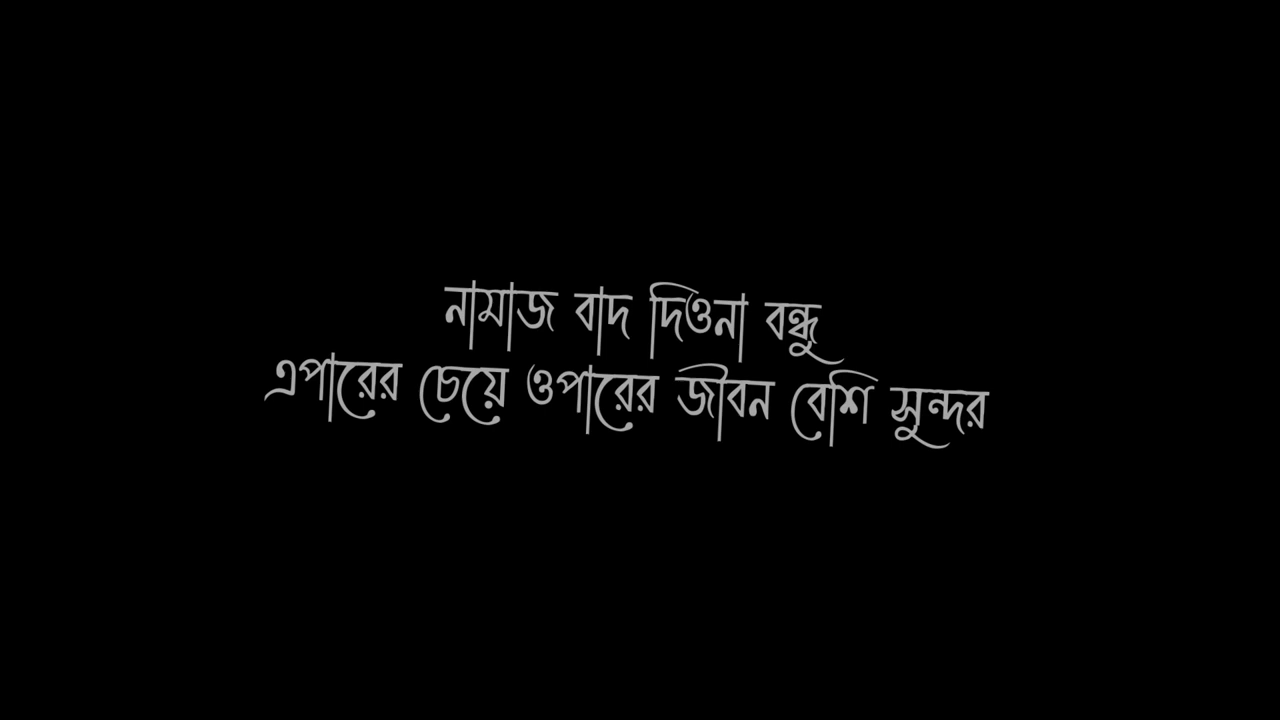 নামাজ বাদ দিওনা বন্ধু
এপারের চেয়ে ওপারের জীবন বেশি সুন্দর